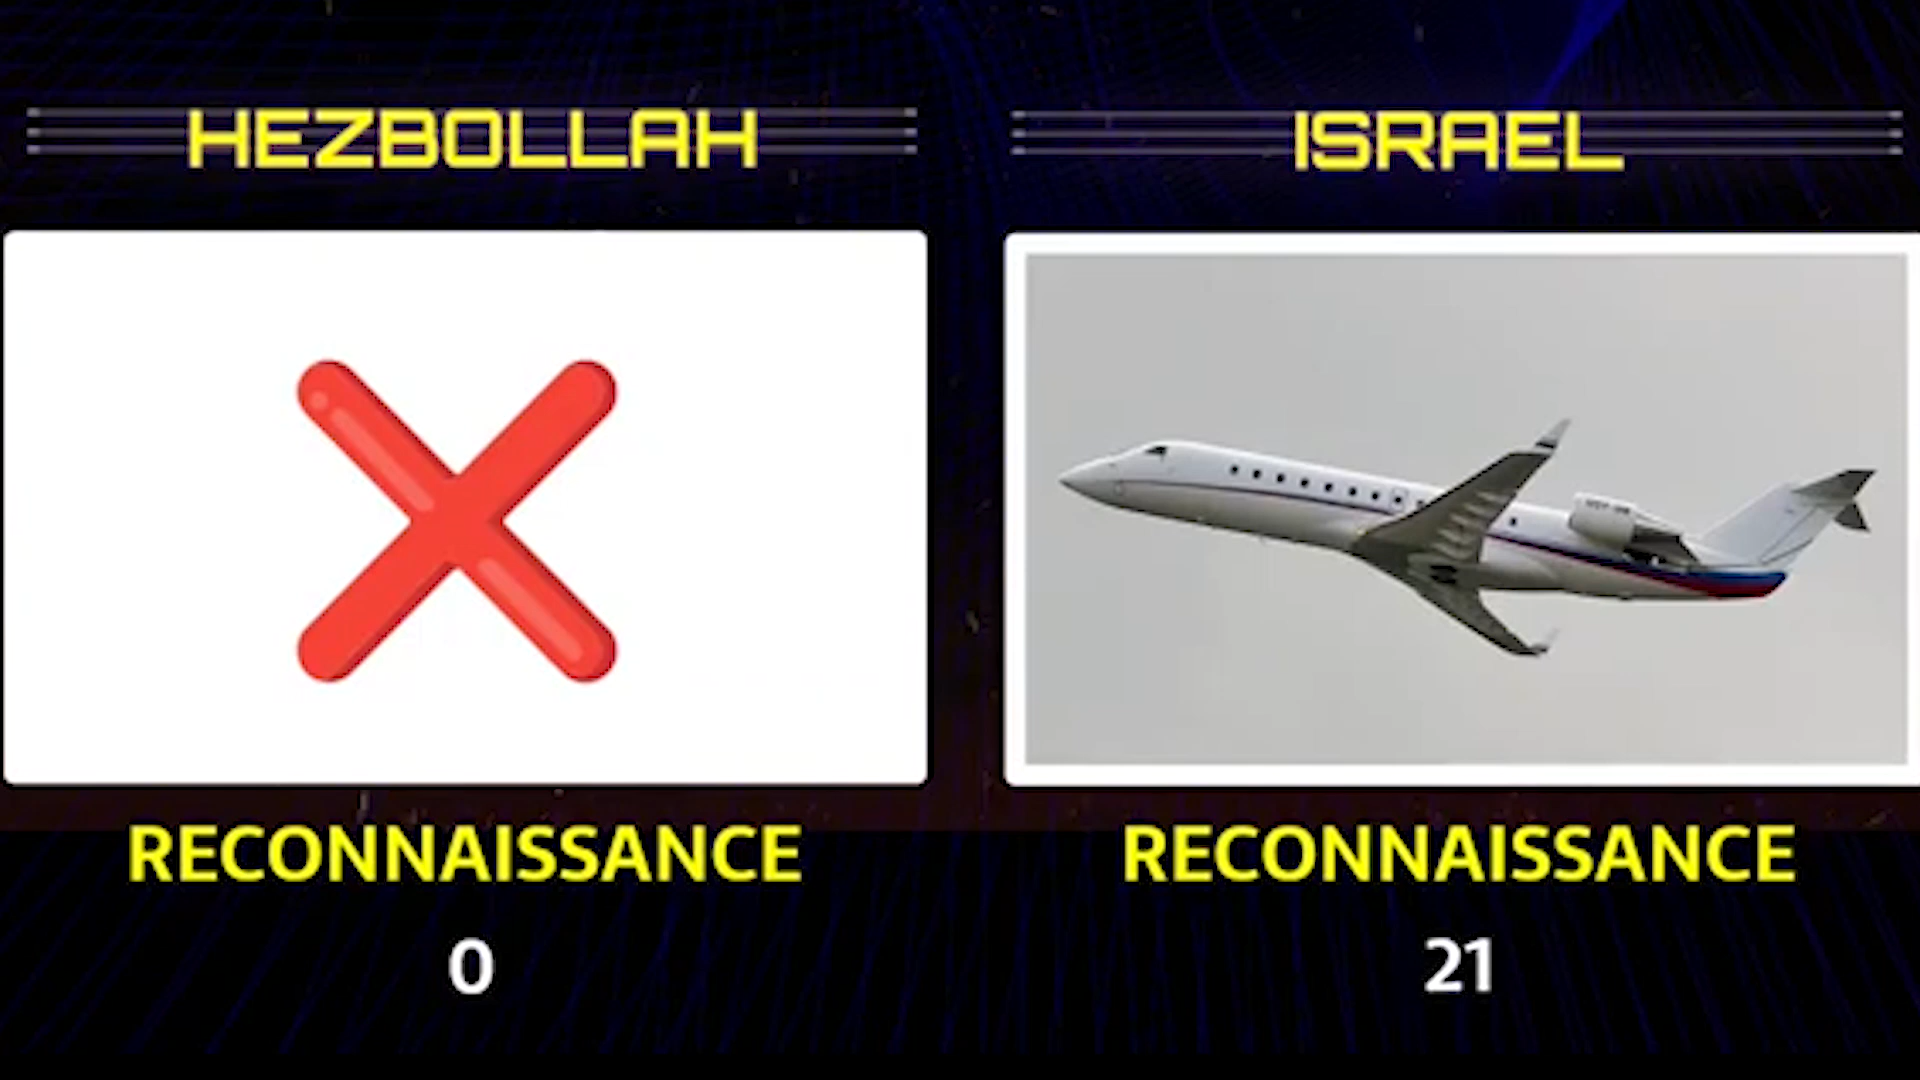 HEZBOLLAH
ISRAEL
RECONNAISSANCE
RECONNAISSANCE
0
21